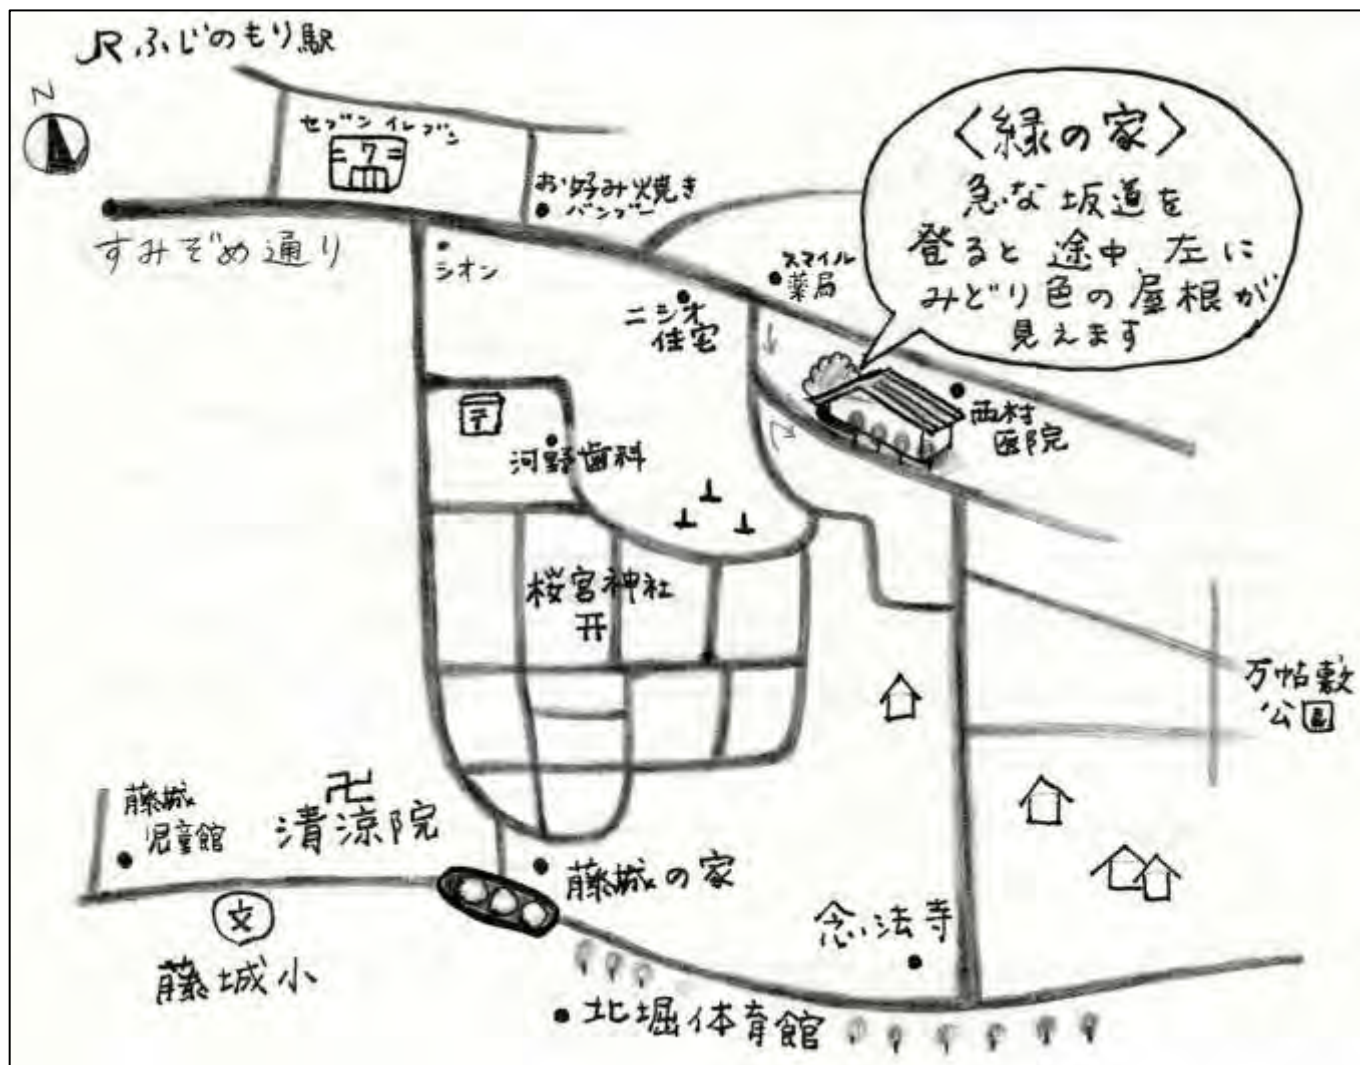 JRふじのもり駅
N
セブンイレブン
7
お好み焼き
バンブー
すみぞめ通り
シオン
ニシオ
住宅
スマイル
薬局
〈緑の家〉
急な坂道を
登ると途中左に
みどり色の屋根が
見えます
西村
医院
〒
河野歯科
桜宮神社
万帖敷
公園
藤城
児童館
卍
清涼院
藤城の家
文
藤城小
念法寺
北堀体育館